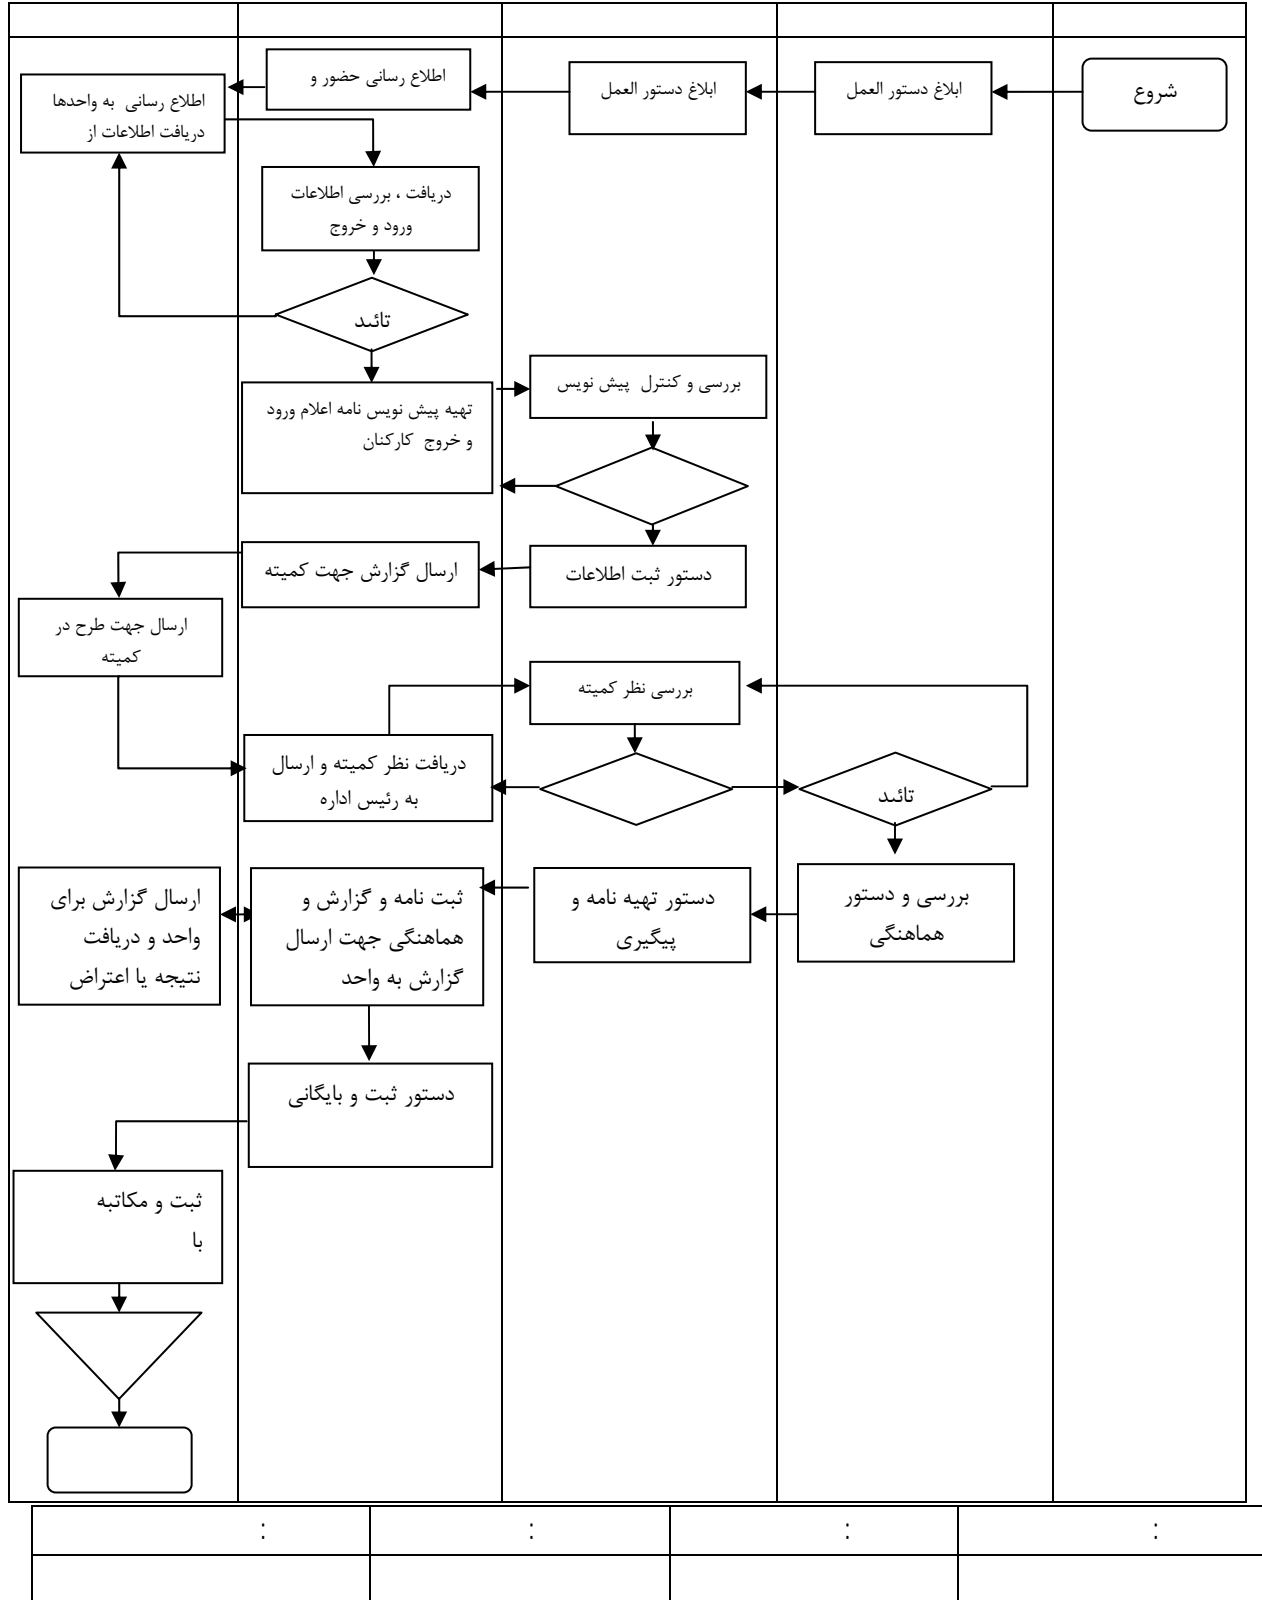 شروع
ابلاغ دستور العمل
ابلاغ دستور العمل
اطلاع رسانی حضور و
اطلاع رسانی به واحدها
دریافت اطلاعات از
دریافت ، بررسی اطلاعات
ورود و خروج
تائید
تهیه پیش نویس نامه اعلام ورود
و خروج کارکنان
بررسی و کنترل پیش نویس
دستور ثبت اطلاعات
ارسال گزارش جهت کمیته
ارسال جهت طرح در
کمیته
دریافت نظر کمیته و ارسال
به رئیس اداره
بررسی نظر کمیته
تائید
بررسی و دستور
هماهنگی
دستور تهیه نامه و
پیگیری
ثبت نامه و گزارش و
هماهنگی جهت ارسال
گزارش به واحد
ارسال گزارش برای
واحد و دریافت
نتیجه یا اعتراض
دستور ثبت و بایگانی
ثبت و مکاتبه
با
: : : :